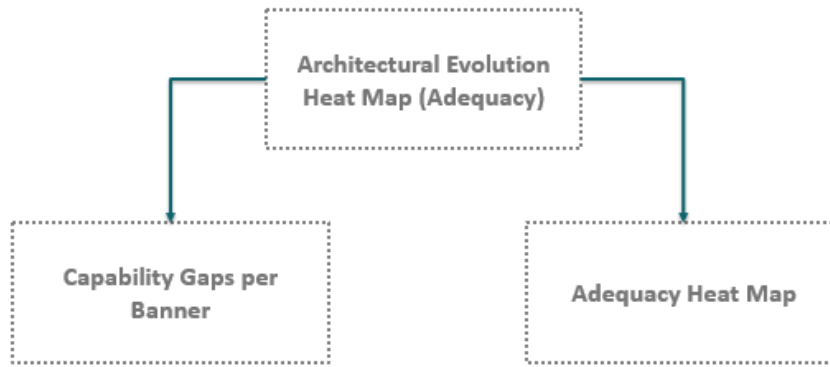 Architectural Evolution
Heat Map (Adequacy)
Capability Gaps per
Banner
Adequacy Heat Map